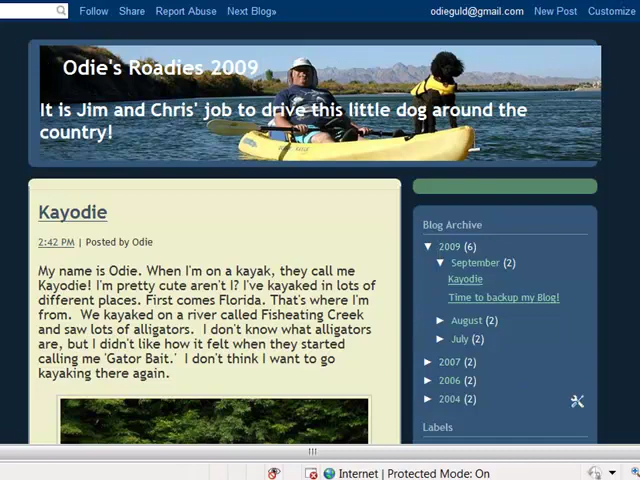 Follow Share Report Abuse Next Blog» odieguld@gmail.com New Post Customize
Odie's Roadies 2009
It is Jim and Chris' job to drive this little dog around the
country!
Kayodie
2:42 PM | Posted by Odie
My name is Odie. When I'm on a kayak, they call me
Kayodie! I'm pretty cute aren't I? I've kayaked in lots of
different places. First comes Florida. That's where I'm
from. We kayaked on a river called Fisheating Creek
and saw lots of alligators. I don't know what alligators
are, but I didn't like how it felt when they started
calling me 'Gator Bait.' I don't think I want to go
kayaking there again.
Blog Archive
▼ 2009 (6)
▼ September (2)
Kayodie
Time to backup my Blog!
► August (2)
► July (2)
► 2007 (2)
► 2006 (2)
► 2004 (2)
Labels
Internet | Protected Mode: On